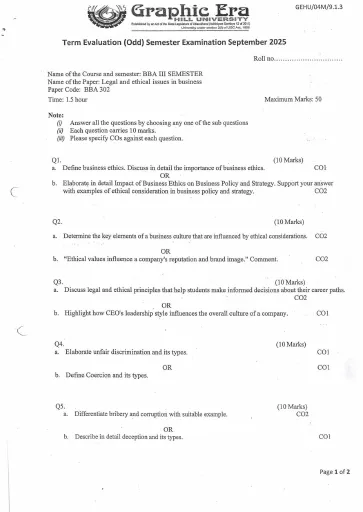 GEHU/04M/9.1.3
Graphic Era
HILL UNIVERSITY
Term Evaluation (Odd) Semester Examination September 2025
Roll no..............................
Name of the Course and semester: BBA III SEMESTER
Name of the Paper: Legal and ethical issues in business
Paper Code: BBA 302
Time: 1.5 hour Maximum Marks: 50
Note:
(i) Answer all the questions by choosing any one of the sub questions
(ii) Each question carries 10 marks.
(iii) Please specify COs against each question.
Q1. (10 Marks)
a. Define business ethics. Discuss in detail the importance of business ethics. CO1
OR
b. Elaborate in detail Impact of Business Ethics on Business Policy and Strategy. Support your answer
with examples of ethical consideration in business policy and strategy. CO2
Q2. (10 Marks)
a. Determine the key elements of a business culture that are influenced by ethical considerations. CO2
OR
b. "Ethical values influence a company's reputation and brand image." Comment. CO2
Q3. (10 Marks)
a. Discuss legal and ethical principles that help students make informed decisions about their career paths.
CO2
OR
b. Highlight how CEO's leadership style influences the overall culture of a company. CO1
Q4. (10 Marks)
a. Elaborate unfair discrimination and its types. CO1
OR CO1
b. Define Coercion and its types.
Q5. (10 Marks)
a. Differentiate bribery and corruption with suitable example. CO2
OR
b. Describe in detail deception and its types. CO1
Page 1 of 2